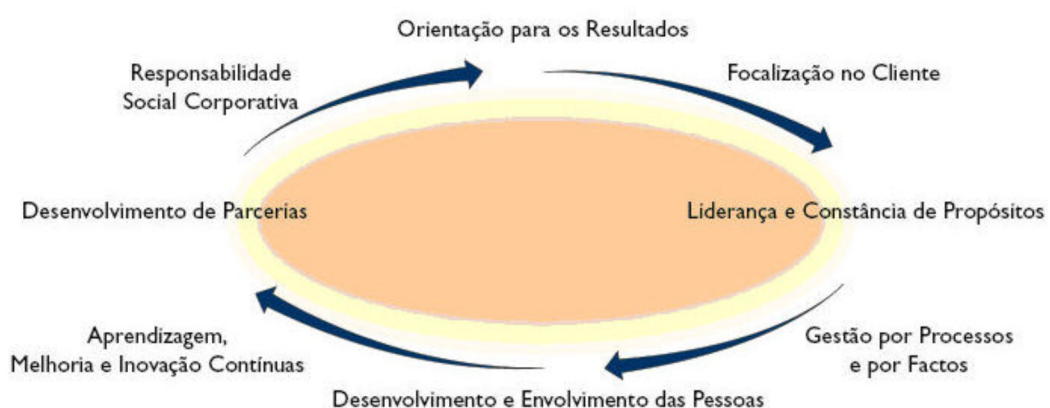 Orientação para os Resultados
Responsabilidade
Social Corporativa
Focalização no Cliente
Desenvolvimento de Parcerias
Liderança e Constância de Propósitos
Aprendizagem,
Melhoria e Inovação Contínuas
Gestão por Processos
e por Factos
Desenvolvimento e Envolvimento das Pessoas